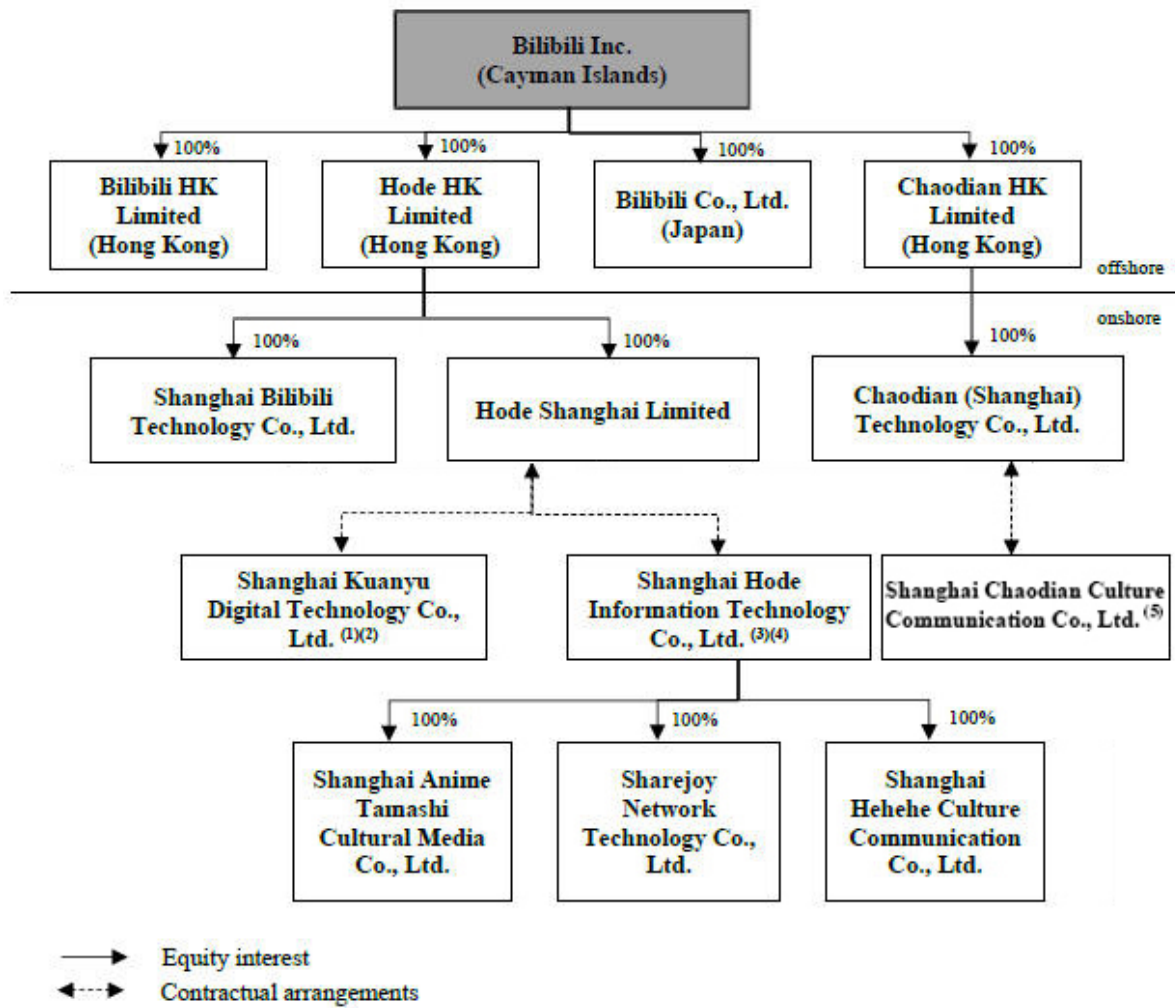 Bilibili Inc.
(Cayman Islands)
100%
100%
100%
100%
Bilibili HK
Limited
(Hong Kong)
Hode HK
Limited
(Hong Kong)
Bilibili Co., Ltd.
(Japan)
Chaodian HK
Limited
(Hong Kong)
offshore
onshore
100%
100%
100%
Shanghai Bilibili
Technology Co., Ltd.
Hode Shanghai Limited
Chaodian (Shanghai)
Technology Co., Ltd.
Shanghai Kuanyu
Digital Technology Co.,
Ltd. (1)(2)
Shanghai Hode
Information Technology
Co., Ltd. (3)(4)
Shanghai Chaodian Culture
Communication Co., Ltd. (5)
100%
100%
100%
Shanghai Anime
Tamashi
Cultural Media
Co., Ltd.
Sharejoy
Network
Technology Co.,
Ltd.
Shanghai
Hehehe Culture
Communication
Co., Ltd.
Equity interest
Contractual arrangements